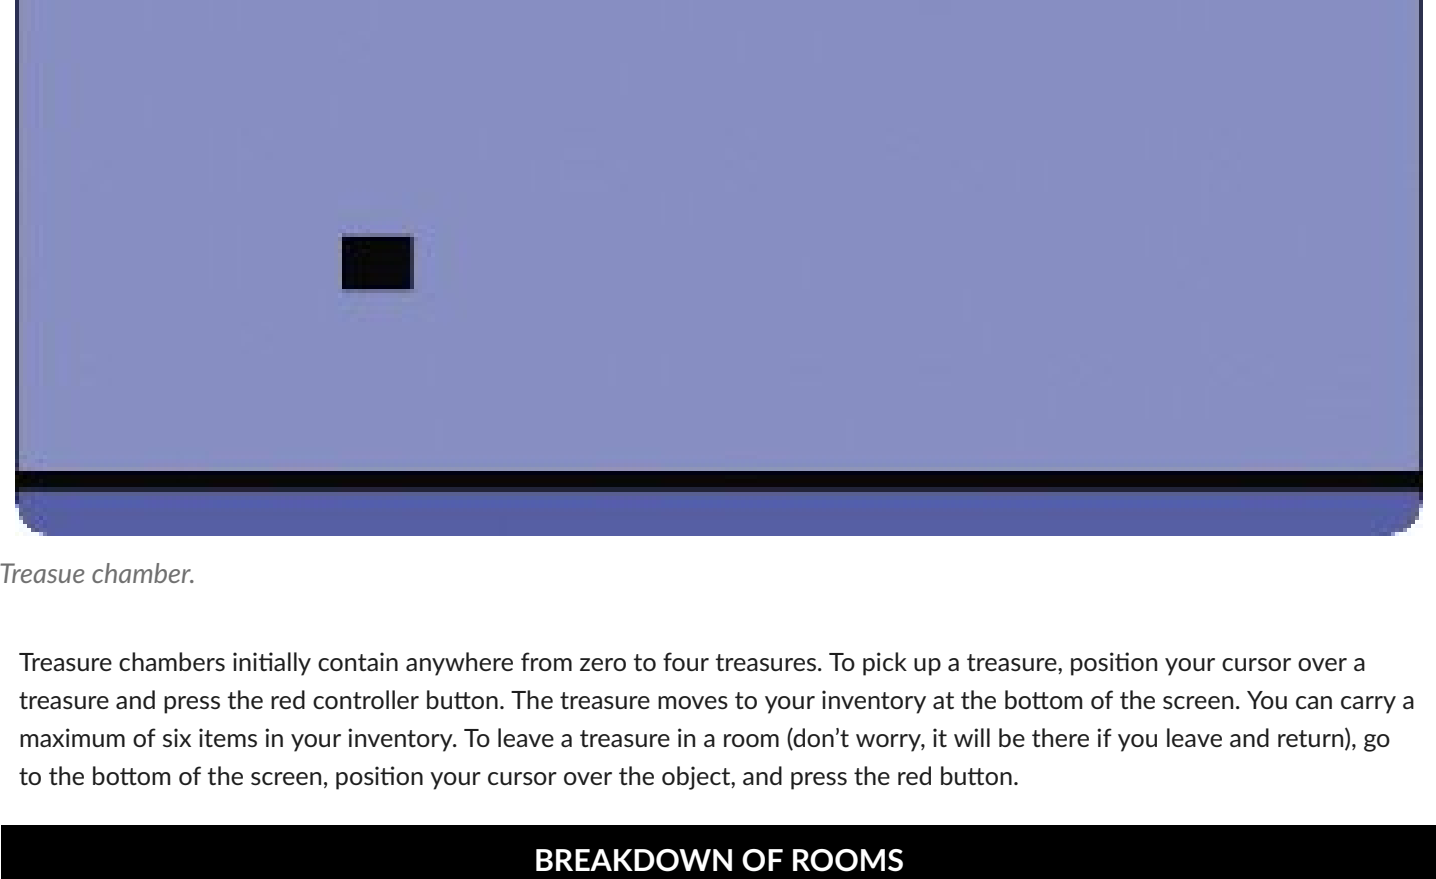 Treasue chamber.
Treasure chambers initially contain anywhere from zero to four treasures. To pick up a treasure, position your cursor over a
treasure and press the red controller button. The treasure moves to your inventory at the bottom of the screen. You can carry a
maximum of six items in your inventory. To leave a treasure in a room (don’t worry, it will be there if you leave and return), go
to the bottom of the screen, position your cursor over the object, and press the red button.
BREAKDOWN OF ROOMS